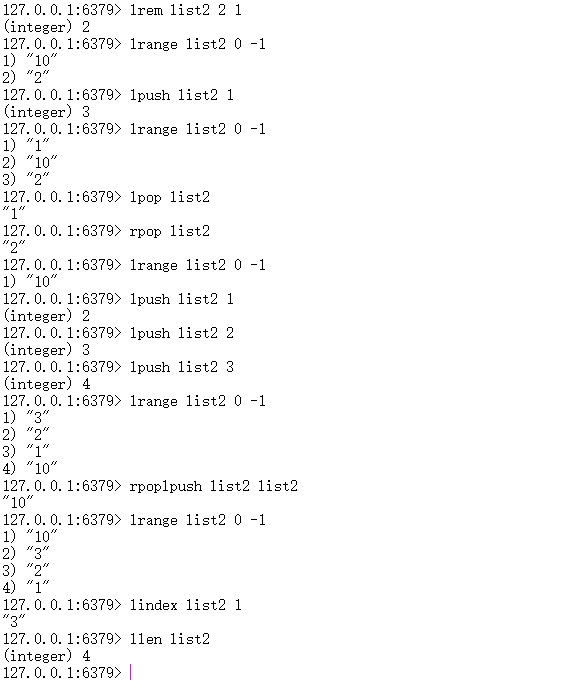 127.0.0.1:6379> lrem list2 2 1
(integer) 2
127.0.0.1:6379> lrange list2 0 -1
1) "10"
2) "2"
127.0.0.1:6379> lpush list2 1
(integer) 3
127.0.0.1:6379> lrange list2 0 -1
1) "1"
2) "10"
3) "2"
127.0.0.1:6379> lpop list2
"1"
127.0.0.1:6379> rpop list2
"2"
127.0.0.1:6379> lrange list2 0 -1
1) "10"
127.0.0.1:6379> lpush list2 1
(integer) 2
127.0.0.1:6379> lpush list2 2
(integer) 3
127.0.0.1:6379> lpush list2 3
(integer) 4
127.0.0.1:6379> lrange list2 0 -1
1) "3"
2) "2"
3) "1"
4) "10"
127.0.0.1:6379> rpoplpush list2 list2
"10"
127.0.0.1:6379> lrange list2 0 -1
1) "10"
2) "3"
3) "2"
4) "1"
127.0.0.1:6379> lindex list2 1
"3"
127.0.0.1:6379> llen list2
(integer) 4
127.0.0.1:6379>